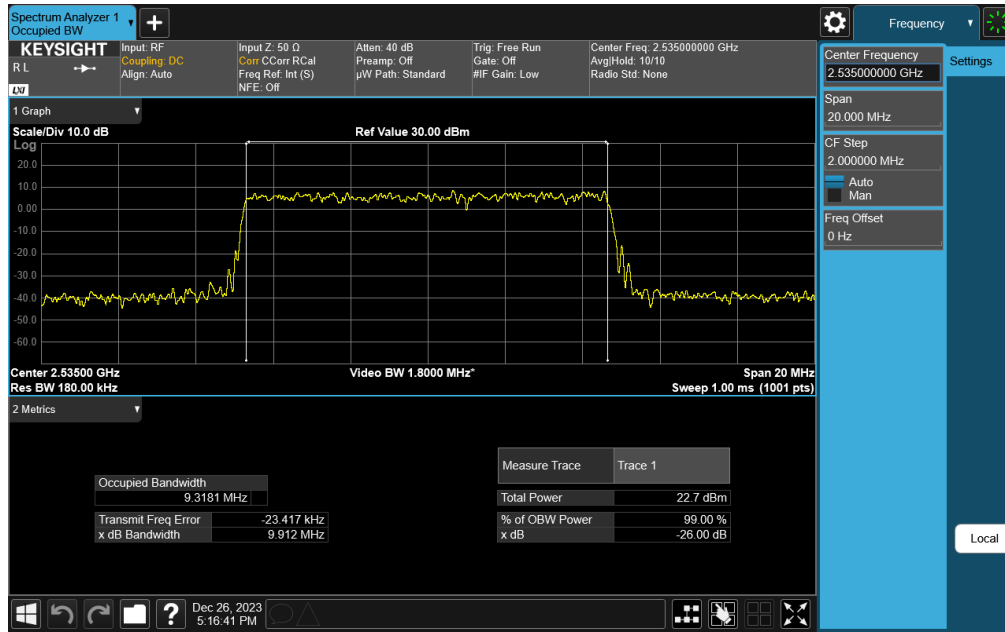 Spectrum Analyzer 1
Occupied BW
Frequency
KEYSIGHT
R L
LXI
Input: RF
Coupling: DC
Align: Auto
Input Z: 50 Ω
Corr CCorr RCal
Freq Ref: Int (S)
NFE: Off
Atten: 40 dB
Preamp: Off
µW Path: Standard
Trig: Free Run
Gate: Off
#IF Gain: Low
Center Freq: 2.535000000 GHz
Avg|Hold: 10/10
Radio Std: None
Center Frequency
2.535000000 GHz
Settings
Span
20.000 MHz
CF Step
2.000000 MHz
Auto
Man
Freq Offset
0 Hz
Local
1 Graph
Scale/Div 10.0 dB
Ref Value 30.00 dBm
Log
20.0
10.0
0.00
-10.0
-20.0
-30.0
-40.0
-50.0
-60.0
Center 2.53500 GHz
Video BW 1.8000 MHz*
Span 20 MHz
Res BW 180.00 kHz
Sweep 1.00 ms (1001 pts)
2 Metrics
Occupied Bandwidth
9.3181 MHz
Transmit Freq Error -23.417 kHz
x dB Bandwidth 9.912 MHz
Measure Trace Trace 1
Total Power 22.7 dBm
% of OBW Power 99.00 %
x dB -26.00 dB
Dec 26, 2023
5:16:41 PM